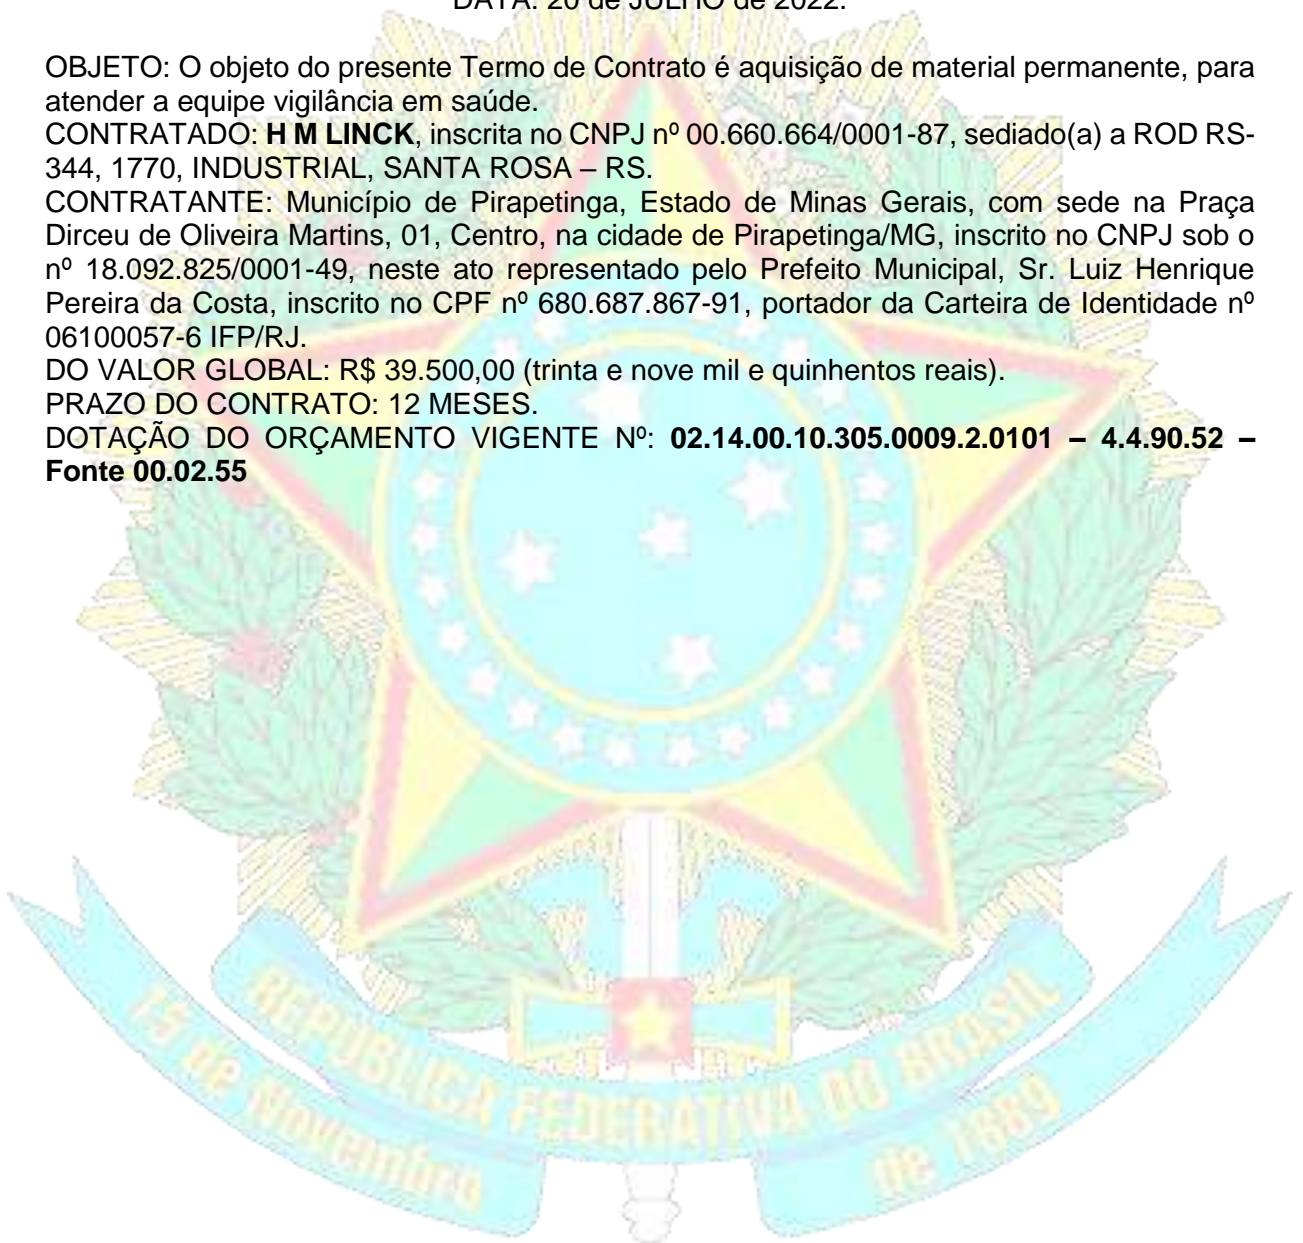 DATA: 20 de JULHO de 2022.
OBJETO: O objeto do presente Termo de Contrato é aquisição de material permanente, para
atender a equipe vigilância em saúde.
CONTRATADO: H M LINCK, inscrita no CNPJ nº 00.660.664/0001-87, sediado(a) a ROD RS-
344, 1770, INDUSTRIAL, SANTA ROSA – RS.
CONTRATANTE: Município de Pirapetinga, Estado de Minas Gerais, com sede na Praça
Dirceu de Oliveira Martins, 01, Centro, na cidade de Pirapetinga/MG, inscrito no CNPJ sob o
nº 18.092.825/0001-49, neste ato representado pelo Prefeito Municipal, Sr. Luiz Henrique
Pereira da Costa, inscrito no CPF nº 680.687.867-91, portador da Carteira de Identidade nº
06100057-6 IFP/RJ.
DO VALOR GLOBAL: R$ 39.500,00 (trinta e nove mil e quinhentos reais).
PRAZO DO CONTRATO: 12 MESES.
DOTAÇÃO DO ORÇAMENTO VIGENTE Nº: 02.14.00.10.305.0009.2.0101 – 4.4.90.52 –
Fonte 00.02.55
REPÚBLICA FEDERATIVA DO BRASIL
15 de Novembro de 1889